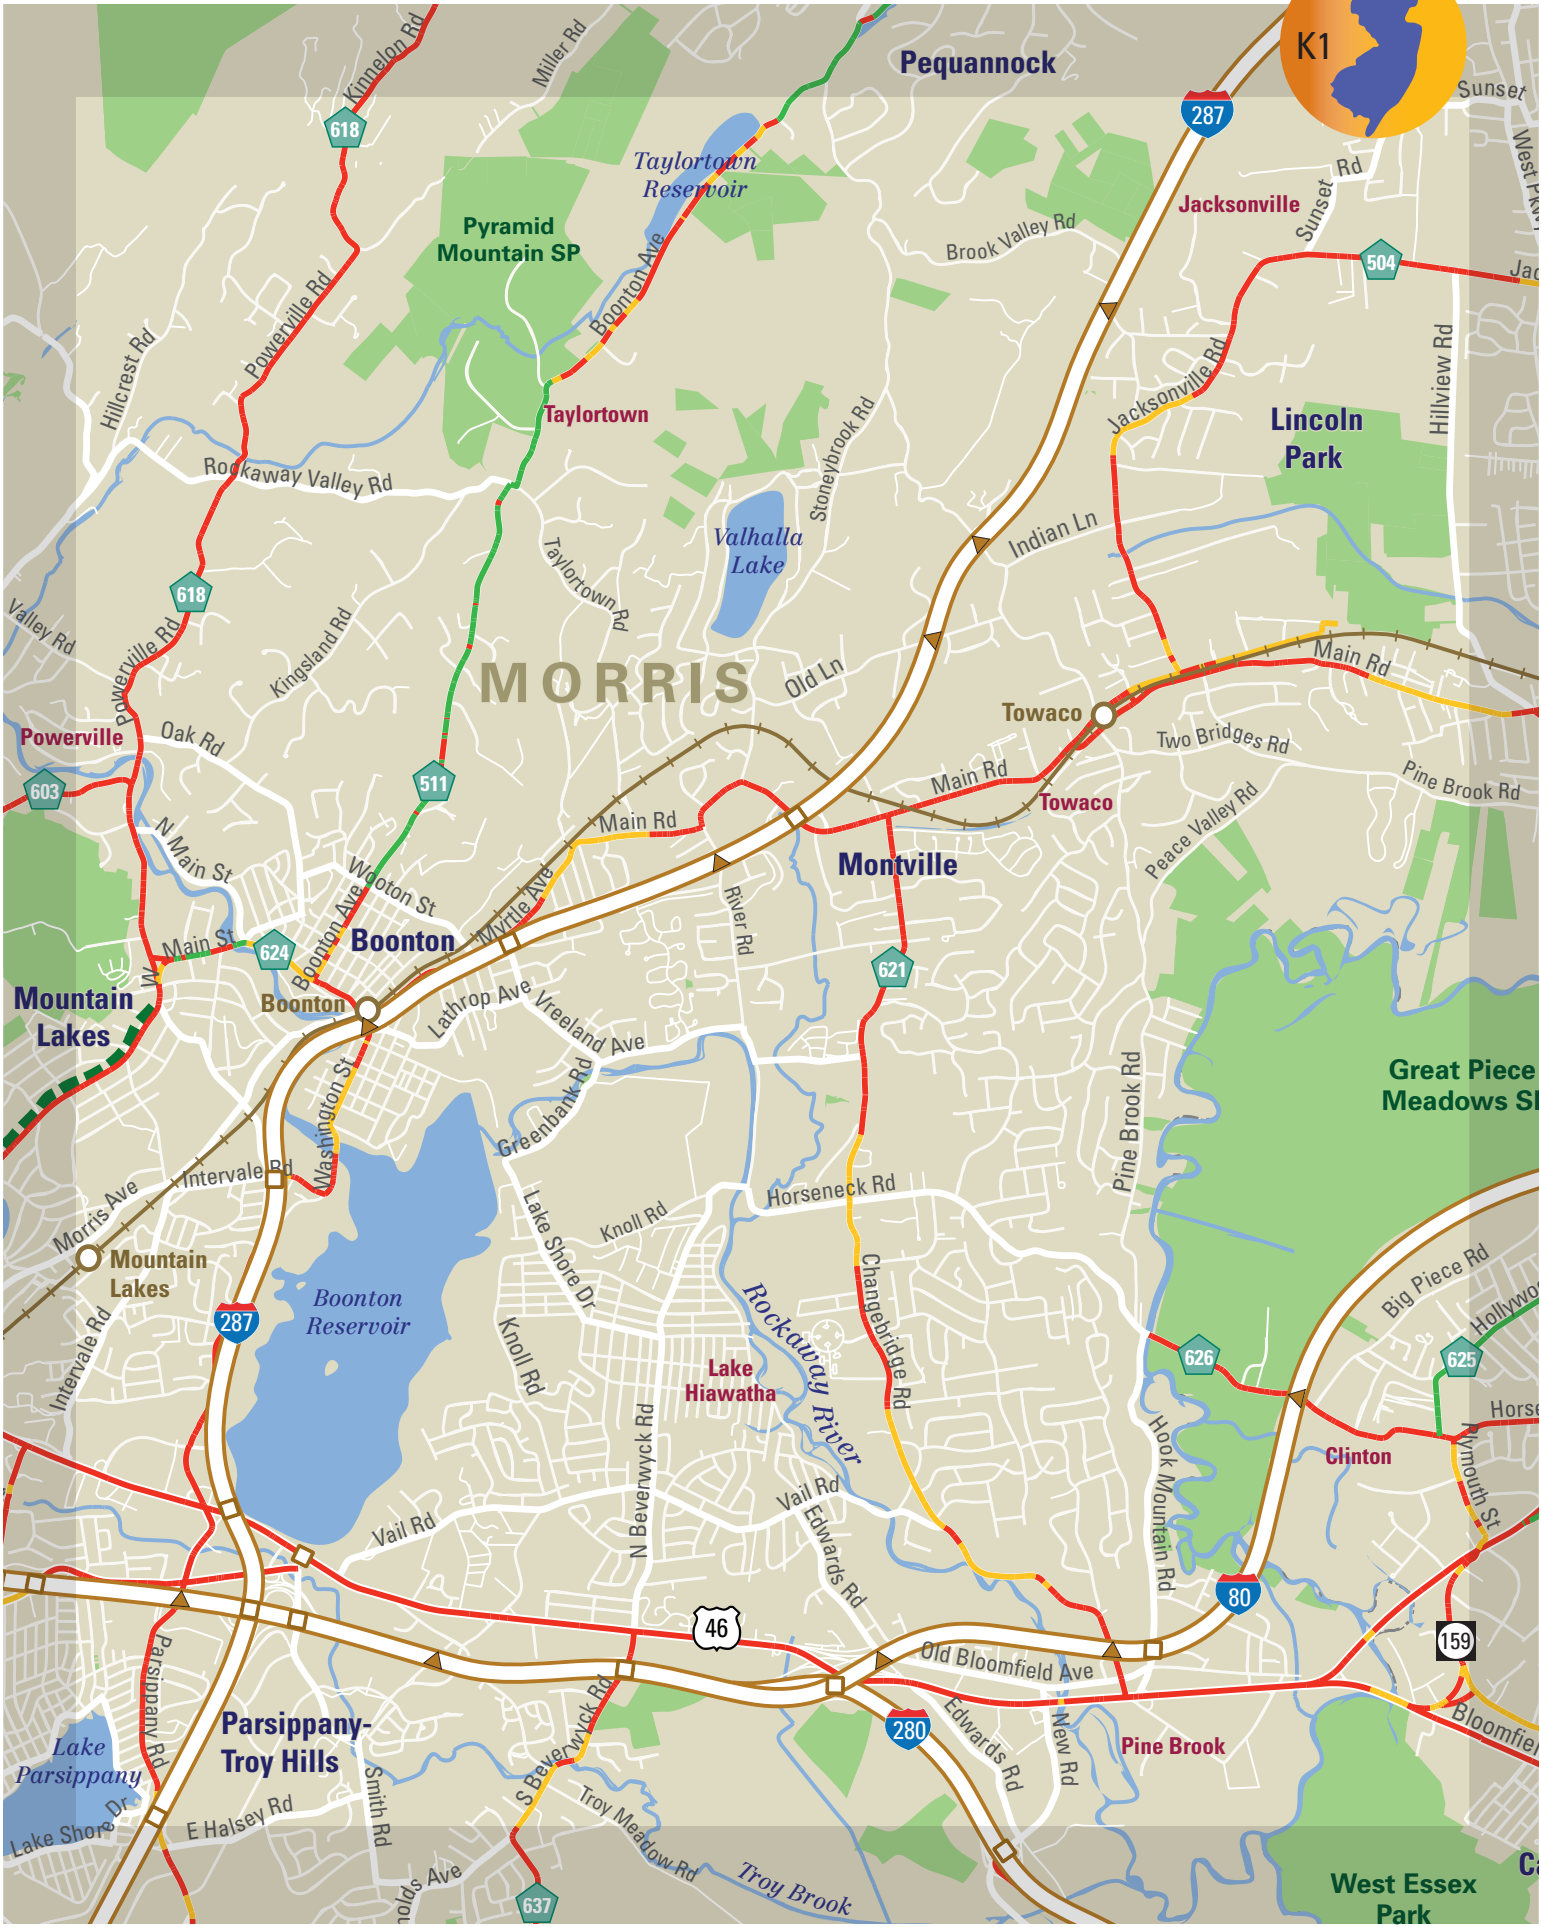 Kinnelon Rd
Miller Rd
Pequannock
K1
287
Sunset
West Pkwy
618
Taylortown
Reservoir
Sunset Rd
Jacksonville
Pyramid
Mountain SP
Brook Valley Rd
504
Jac
Boonton Ave
Powerville Rd
Hillcrest Rd
Hillview Rd
Jacksonville Rd
Taylortown
Lincoln
Park
Stoneybrook Rd
Rockaway Valley Rd
Valhalla
Lake
Indian Ln
Taylortown Rd
618
Valley Rd
Kingsland Rd
Powerville Rd
MORRIS
Old Ln
Main Rd
Towaco
Powerville
Oak Rd
Two Bridges Rd
603
511
Main Rd
Towaco
Pine Brook Rd
Peace Valley Rd
N Main St
Main Rd
Wooton St
Montville
Myrtle Ave
River Rd
Boonton Ave
Main St
624
Boonton
621
M
Mountain
Lakes
Boonton
Lathrop Ave
Vreeland Ave
Great Piece
Meadows S
Pine Brook Rd
Washington St
Greenbank Rd
Intervale Rd
Morris Ave
Horseneck Rd
Lake Shore Dr
Knoll Rd
Mountain
Lakes
Changebridge Rd
Big Piece Rd
Boonton
Reservoir
287
Rockaway River
Hollywo
Intervale Rd
Knoll Rd
626
625
Lake
Hiawatha
N Beverwyck Rd
Horse
Hook Mountain Rd
Clinton
Plymouth St
Vail Rd
Vail Rd
Edwards Rd
80
46
159
Old Bloomfield Ave
Parsippany Rd
S Beverwyck Rd
Parsippany-
Troy Hills
280
Edwards Rd
New Rd
Pine Brook
Bloomfie
Lake
Parsippany
Smith Rd
Lake Shore Dr
E Halsey Rd
Troy Meadow Rd
Troy Brook
nolds Ave
637
West Essex
Park
Ca